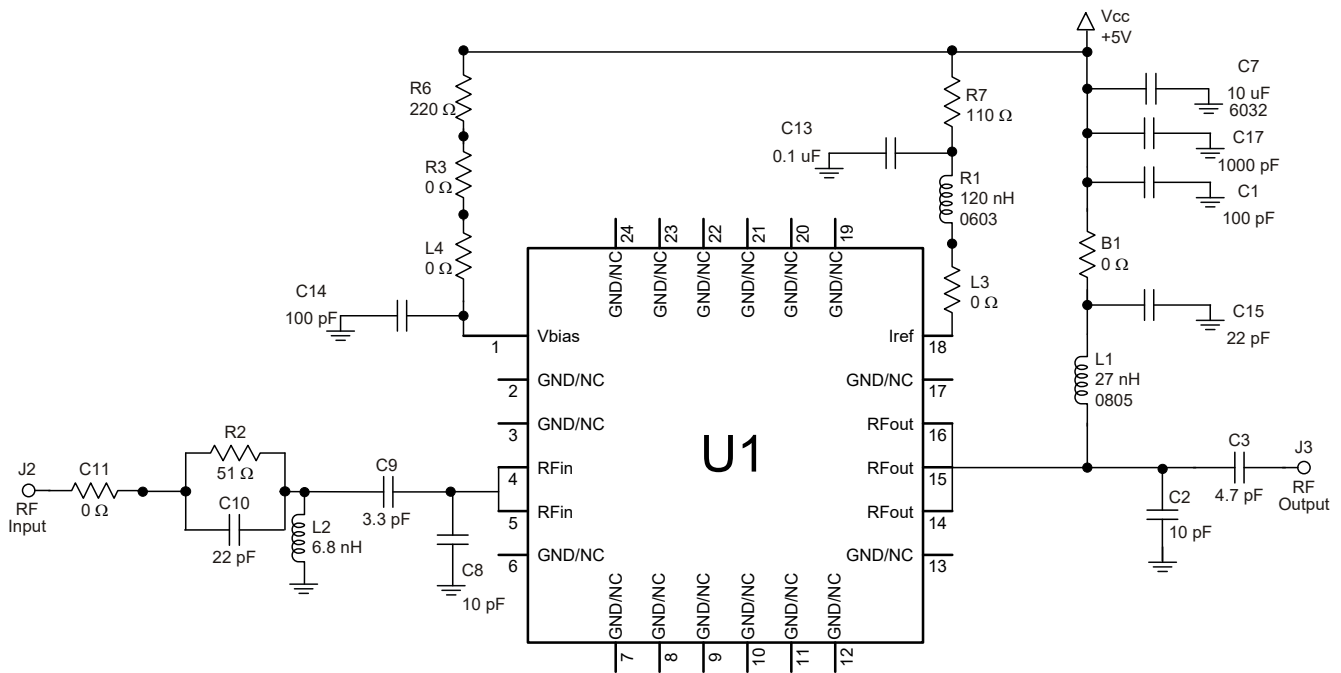 Vcc
+5V
R6
220 Ω
R3
0 Ω
L4
0 Ω
C14
100 pF
C13
0.1 uF
R7
110 Ω
R1
120 nH
0603
L3
0 Ω
C7
10 uF
6032
C17
1000 pF
C1
100 pF
B1
0 Ω
C15
22 pF
L1
27 nH
0805
24
23
22
21
20
19
GND/NC
GND/NC
GND/NC
GND/NC
GND/NC
GND/NC
1
Vbias
Iref
18
2
GND/NC
GND/NC
17
3
GND/NC
RFout
16
4
RFin
RFout
15
5
RFin
RFout
14
6
GND/NC
GND/NC
13
U1
GND/NC
GND/NC
GND/NC
GND/NC
GND/NC
GND/NC
7
8
9
10
11
12
J2
RF
Input
C11
0 Ω
R2
51 Ω
C10
22 pF
L2
6.8 nH
C9
3.3 pF
C8
10 pF
C2
10 pF
C3
4.7 pF
J3
RF
Output